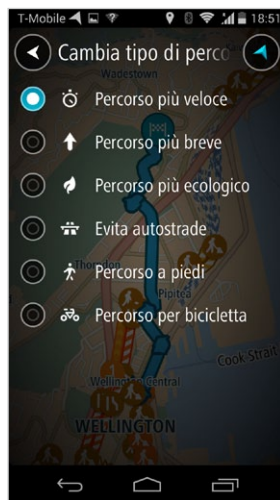 T-Mobile 18:51
Cambia tipo di perco
Wadestown
Percorso più veloce
Percorso più breve
Percorso più ecologico
Evita autostrade
Thorndon
Percorso a piedi
Pipitea
Percorso per bicicletta
Cook Strait
Wellington Central
WELLINGTON